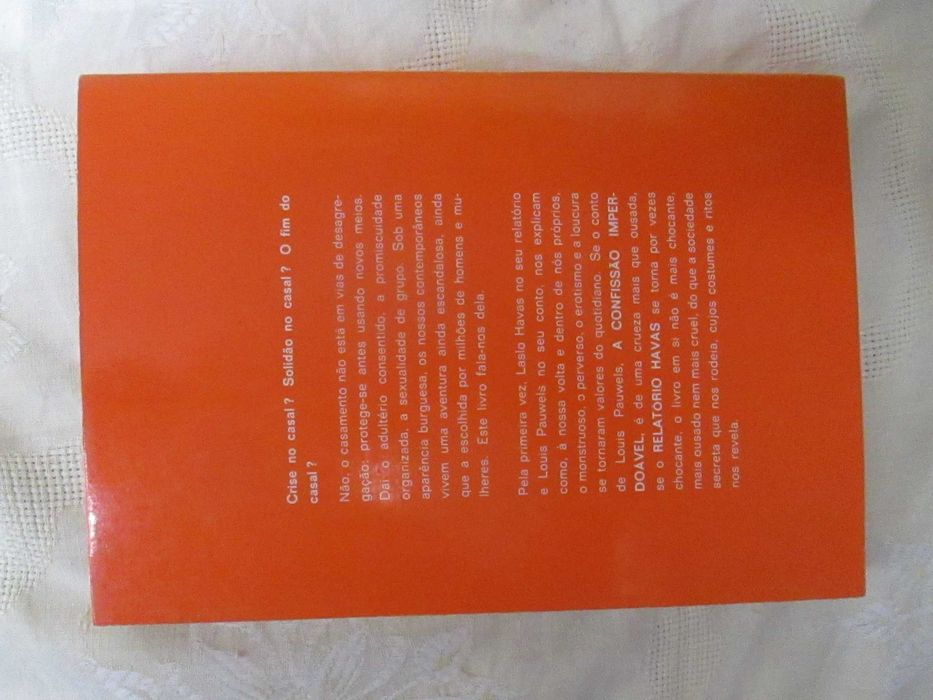 Crise no casal? Solidão no casal? O fim do
casal?
Não, o casamento não está em vias de desagre-
gação: protege-se antes usando novos meios.
Daí o adultério consentido, a promiscuidade
organizada, a sexualidade de grupo. Sob uma
aparência burguesa, os nossos contemporâneos
vivem uma aventura ainda escandalosa, ainda
que a escolhida por milhões de homens e mu-
lheres. Este livro fala-nos dela.
Pela primeira vez, Laslo Havas no seu relatório
e Louis Pauwels no seu conto, nos explicam
como, à nossa volta e dentro de nós próprios,
o monstruoso, o perverso, o erotismo e a loucura
se tornaram valores do quotidiano. Se o conto
de Louis Pauwels, A CONFISSÃO IMPER-
DOÁVEL, é de uma crueza mais que ousada,
se o RELATÓRIO HAVAS se torna por vezes
chocante, o livro em si não é mais chocante,
mais ousado nem mais cruel, do que a sociedade
secreta que nos rodeia, cujos costumes e ritos
nos revela.